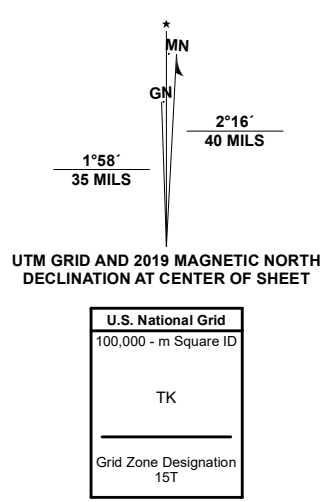 ★
MN
GN
2°16´
40 MILS
1°58´
35 MILS
UTM GRID AND 2019 MAGNETIC NORTH
DECLINATION AT CENTER OF SHEET
U.S. National Grid
100,000 - m Square ID
TK
Grid Zone Designation
15T